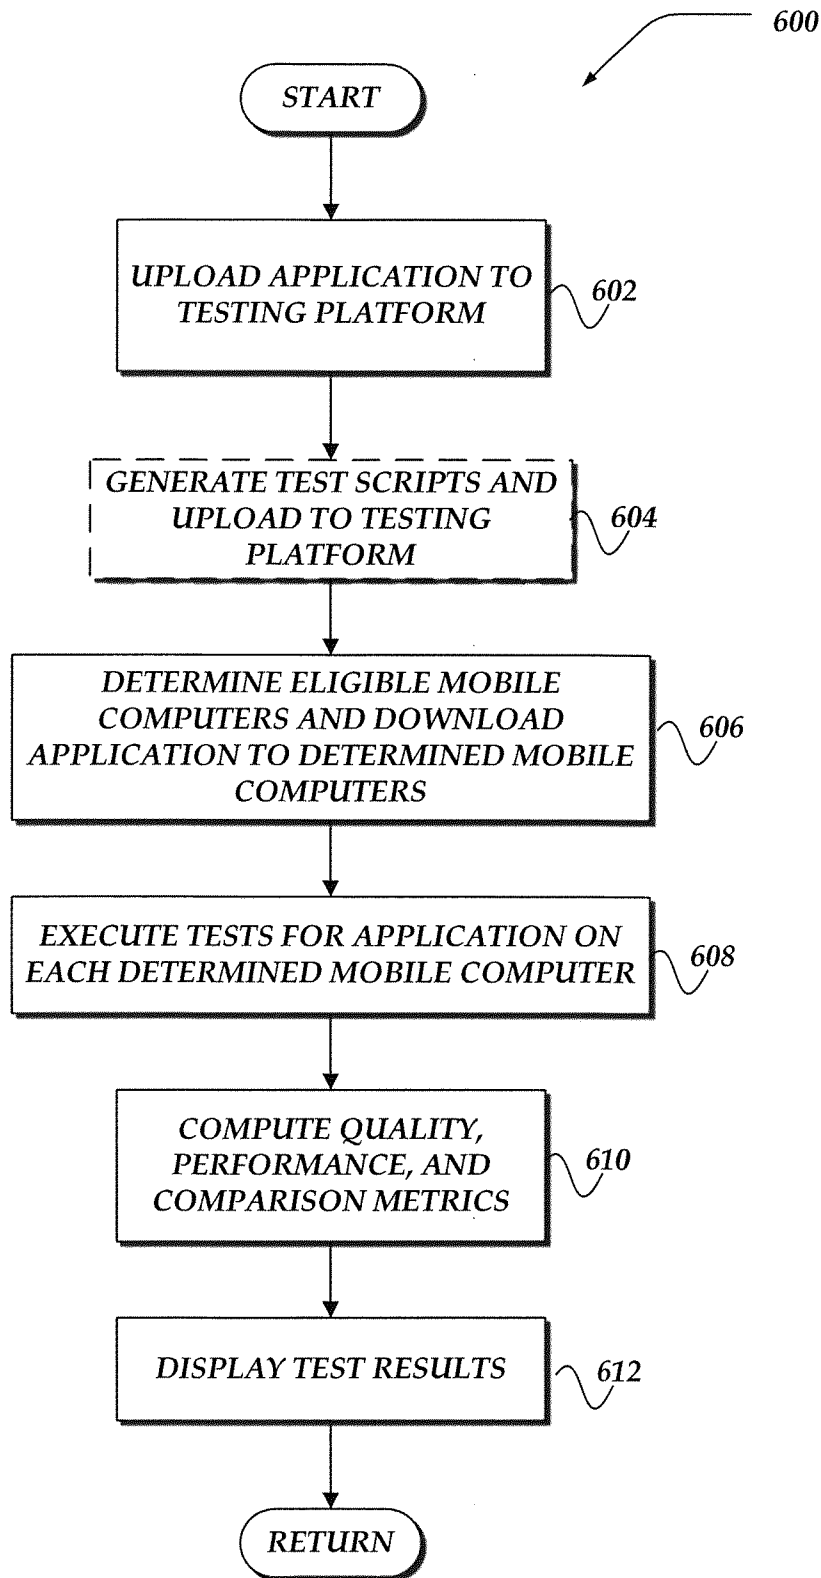 600
START
UPLOAD APPLICATION TO
TESTING PLATFORM
602
GENERATE TEST SCRIPTS AND
UPLOAD TO TESTING
PLATFORM
604
DETERMINE ELIGIBLE MOBILE
COMPUTERS AND DOWNLOAD
APPLICATION TO DETERMINED MOBILE
COMPUTERS
606
EXECUTE TESTS FOR APPLICATION ON
EACH DETERMINED MOBILE COMPUTER
608
COMPUTE QUALITY,
PERFORMANCE, AND
COMPARISON METRICS
610
DISPLAY TEST RESULTS
612
RETURN